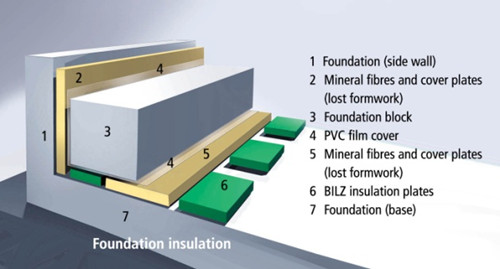 1 Foundation (side wall)
2 Mineral fibres and cover plates
(lost formwork)
3 Foundation block
4 PVC film cover
5 Mineral fibres and cover plates
(lost formwork)
6 BILZ insulation plates
7 Foundation (base)
2
4
1
3
4
5
6
7
Foundation insulation